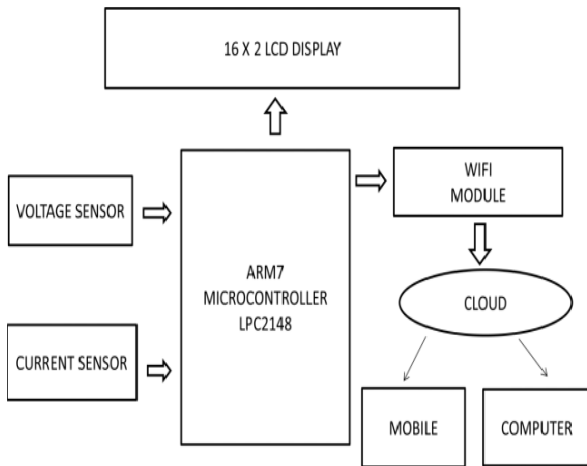 16 X 2 LCD DISPLAY
VOLTAGE SENSOR
CURRENT SENSOR
ARM7
MICROCONTROLLER
LPC2148
WIFI
MODULE
CLOUD
MOBILE
COMPUTER